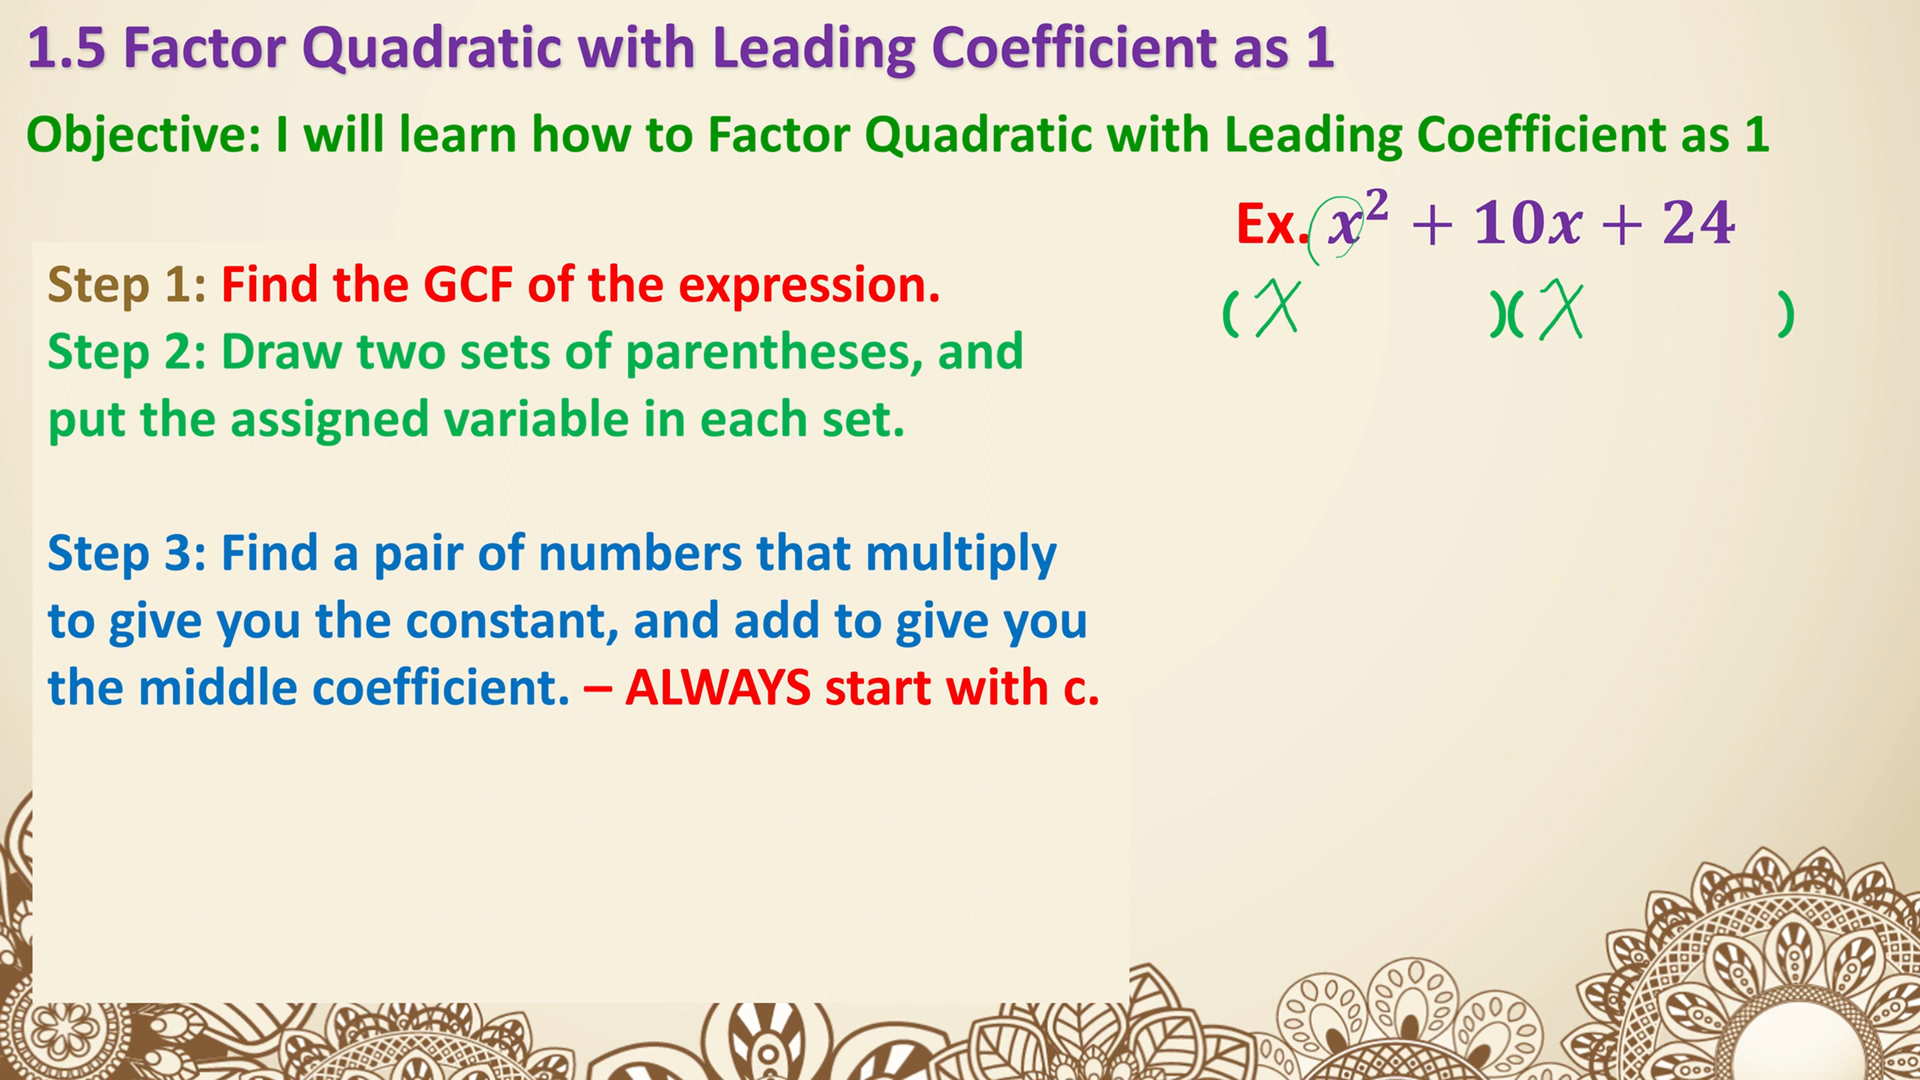 1.5 Factor Quadratic with Leading Coefficient as 1
Objective: I will learn how to Factor Quadratic with Leading Coefficient as 1
Ex. x² + 10x + 24
(x )(x )
Step 1: Find the GCF of the expression.
Step 2: Draw two sets of parentheses, and
put the assigned variable in each set.
Step 3: Find a pair of numbers that multiply
to give you the constant, and add to give you
the middle coefficient. – ALWAYS start with c.